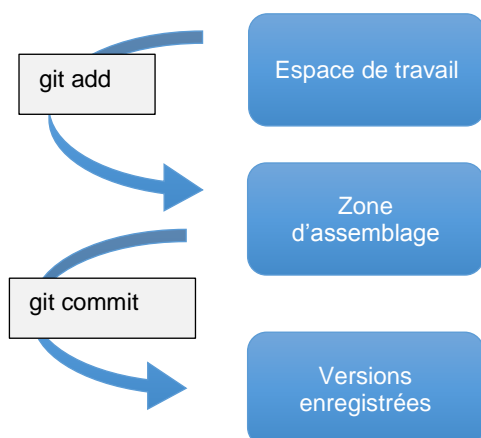 Espace de travail
git add
Zone
d'assemblage
git commit
Versions
enregistrées